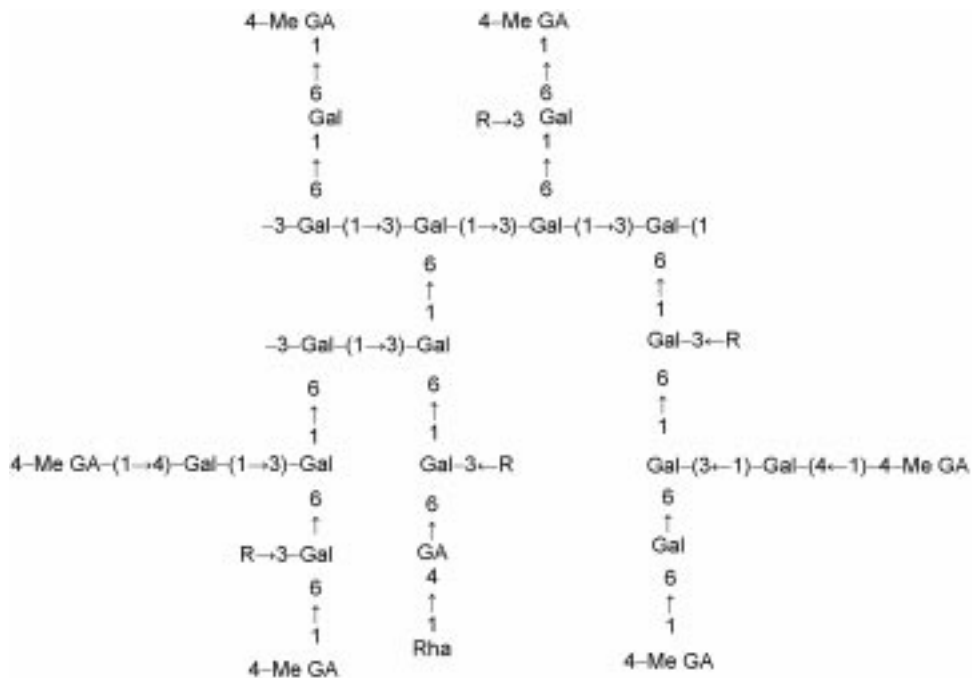 4–Me GA 4–Me GA
1 1
↑ ↑
6 6
Gal R→3 Gal
1 1
↑ ↑
6 6
–3–Gal–(1→3)–Gal–(1→3)–Gal–(1→3)–Gal–(1
6 6
↑ ↑
1 1
–3–Gal–(1→3)–Gal Gal–3←R
6 6 6
↑ ↑ ↑
1 1 1
4–Me GA–(1→4)–Gal–(1→3)–Gal Gal–3←R Gal–(3←1)–Gal–(4←1)–4–Me GA
6 6 6
↑ ↑ ↑
R→3–Gal GA Gal
6 4 6
↑ ↑ ↑
1 1 1
4–Me GA Rha 4–Me GA